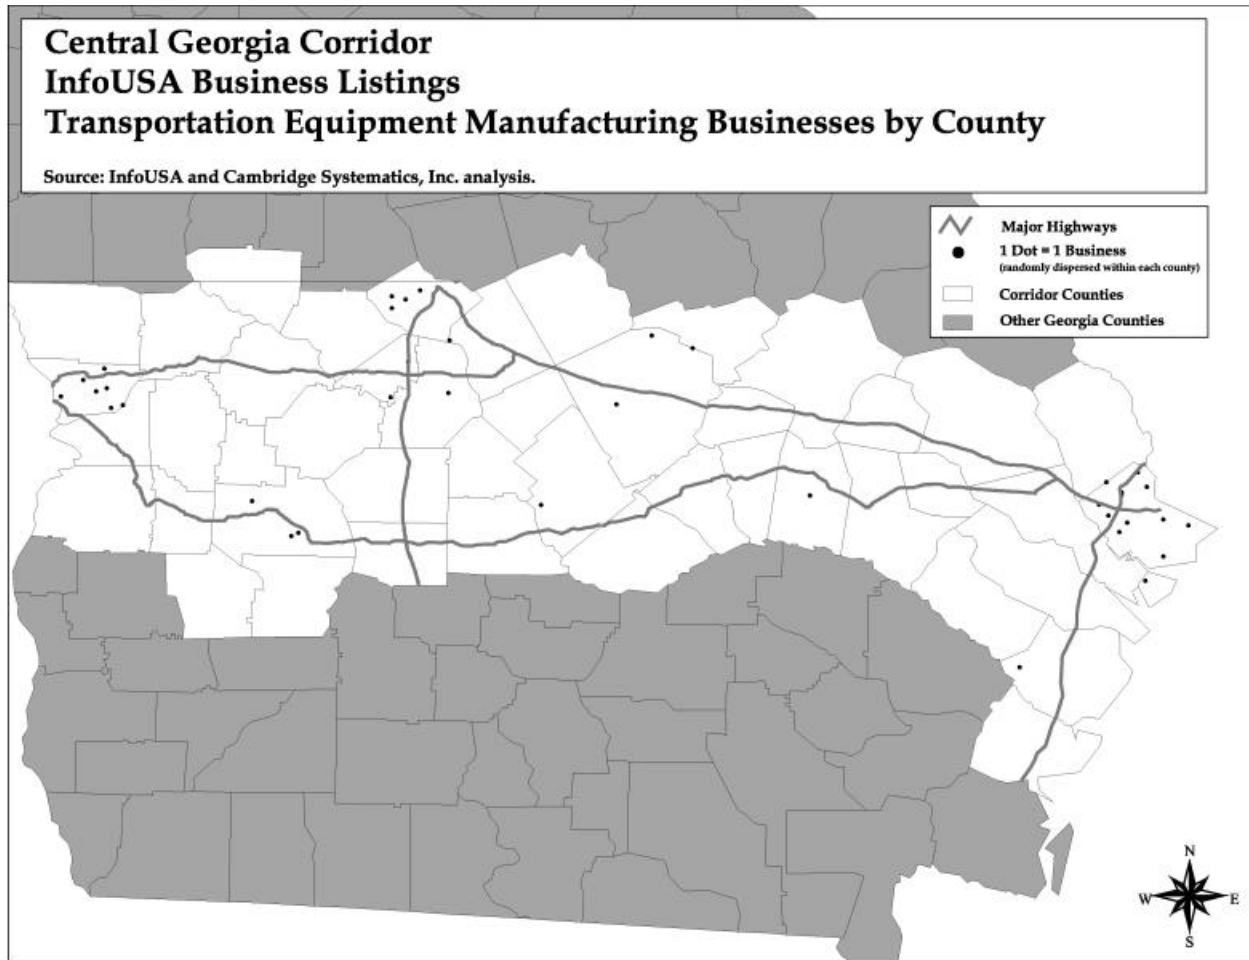 Central Georgia Corridor
InfoUSA Business Listings
Transportation Equipment Manufacturing Businesses by County
Source: InfoUSA and Cambridge Systematics, Inc. analysis.
Major Highways
1 Dot = 1 Business
(randomly dispersed within each county)
Corridor Counties
Other Georgia Counties
N
W E
S